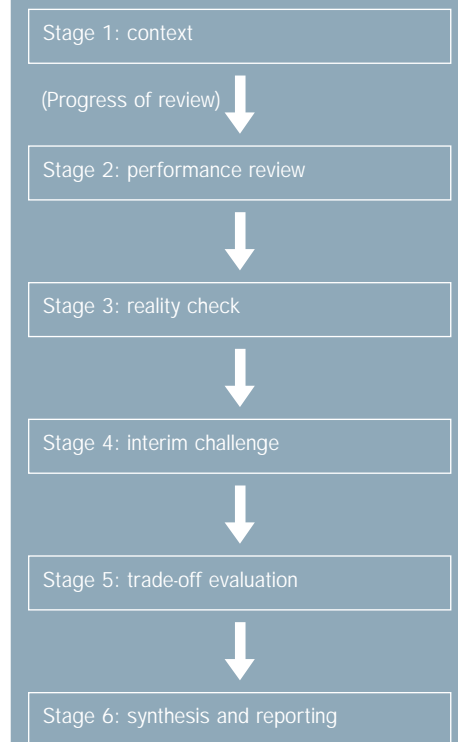 Stage 1: context
(Progress of review)
Stage 2: performance review
Stage 3: reality check
Stage 4: interim challenge
Stage 5: trade-off evaluation
Stage 6: synthesis and reporting